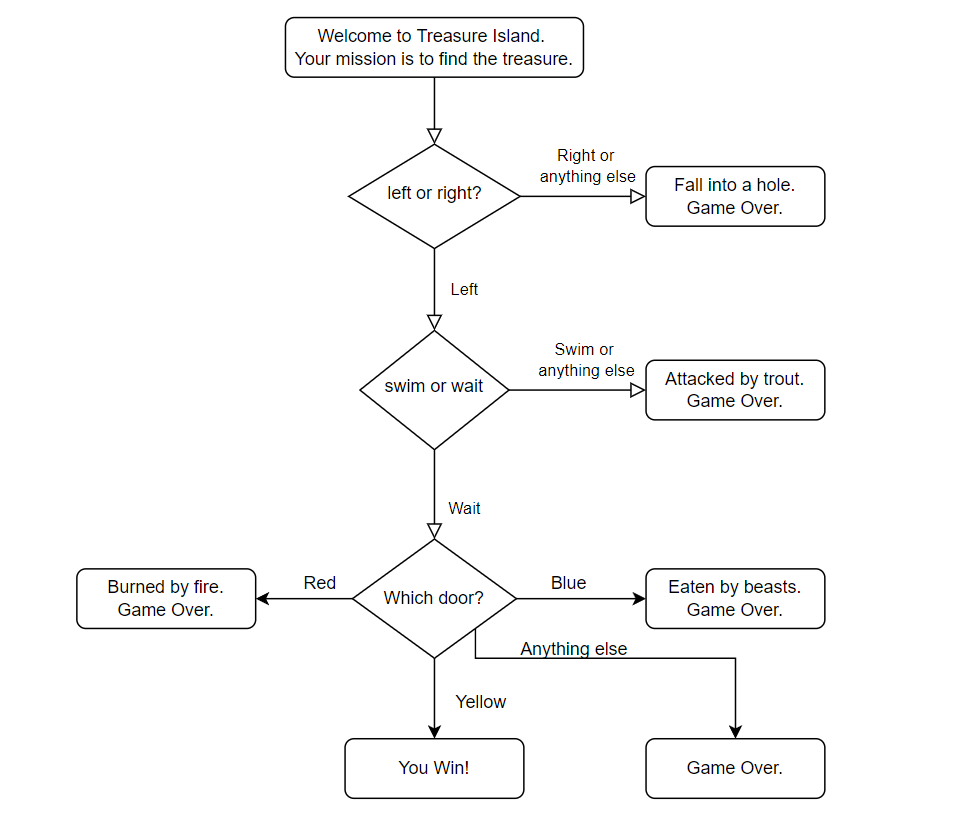 Welcome to Treasure Island.
Your mission is to find the treasure.
left or right?
Right or
anything else
Fall into a hole.
Game Over.
Left
swim or wait
Swim or
anything else
Attacked by trout.
Game Over.
Wait
Which door?
Red
Burned by fire.
Game Over.
Blue
Eaten by beasts.
Game Over.
Anything else
Yellow
You Win!
Game Over.